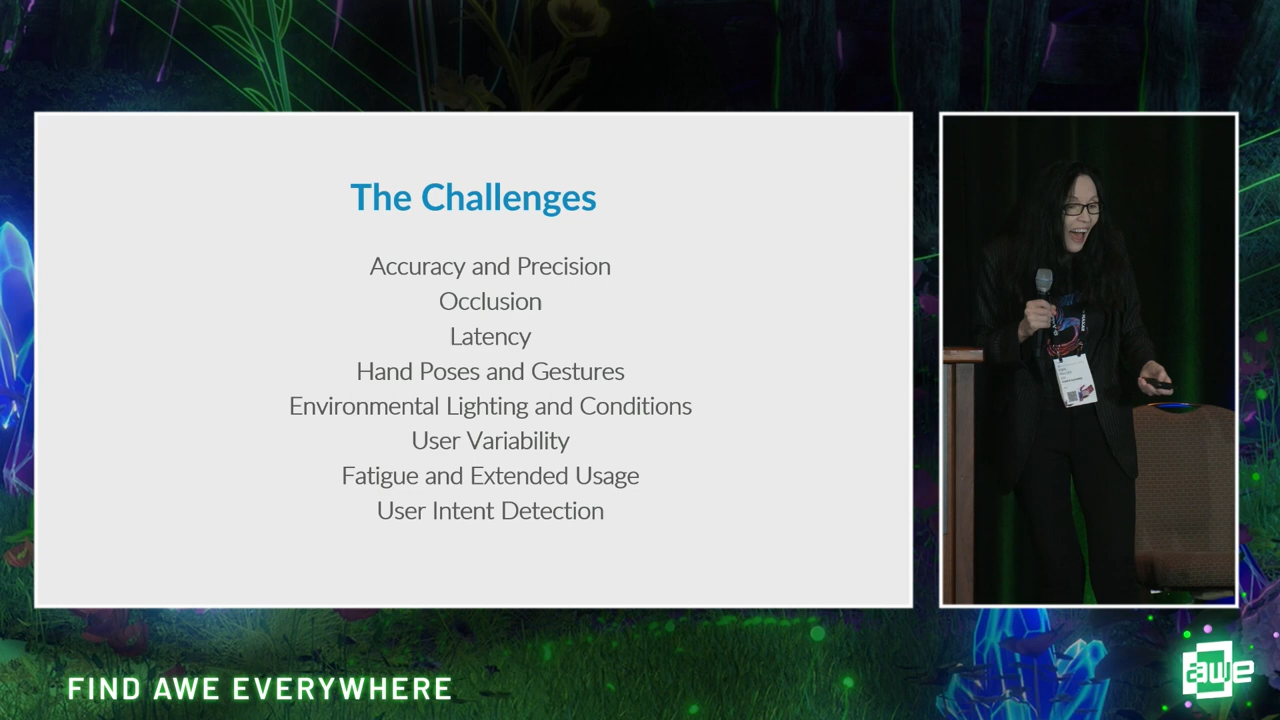 The Challenges
Accuracy and Precision
Occlusion
Latency
Hand Poses and Gestures
Environmental Lighting and Conditions
User Variability
Fatigue and Extended Usage
User Intent Detection
FIND AWE EVERYWHERE
awe